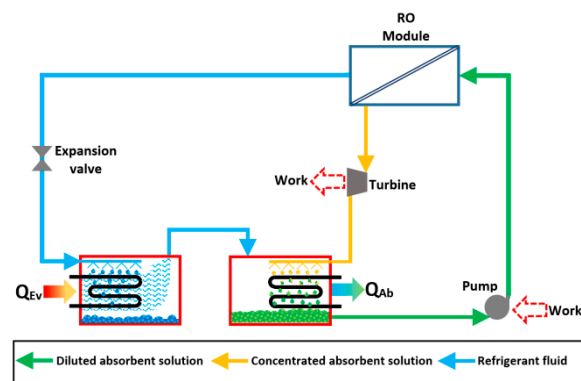 RO
Module
Expansion
valve
Work
Turbine
QEv
QAb
Pump
Work
Diluted absorbent solution
Concentrated absorbent solution
Refrigerant fluid